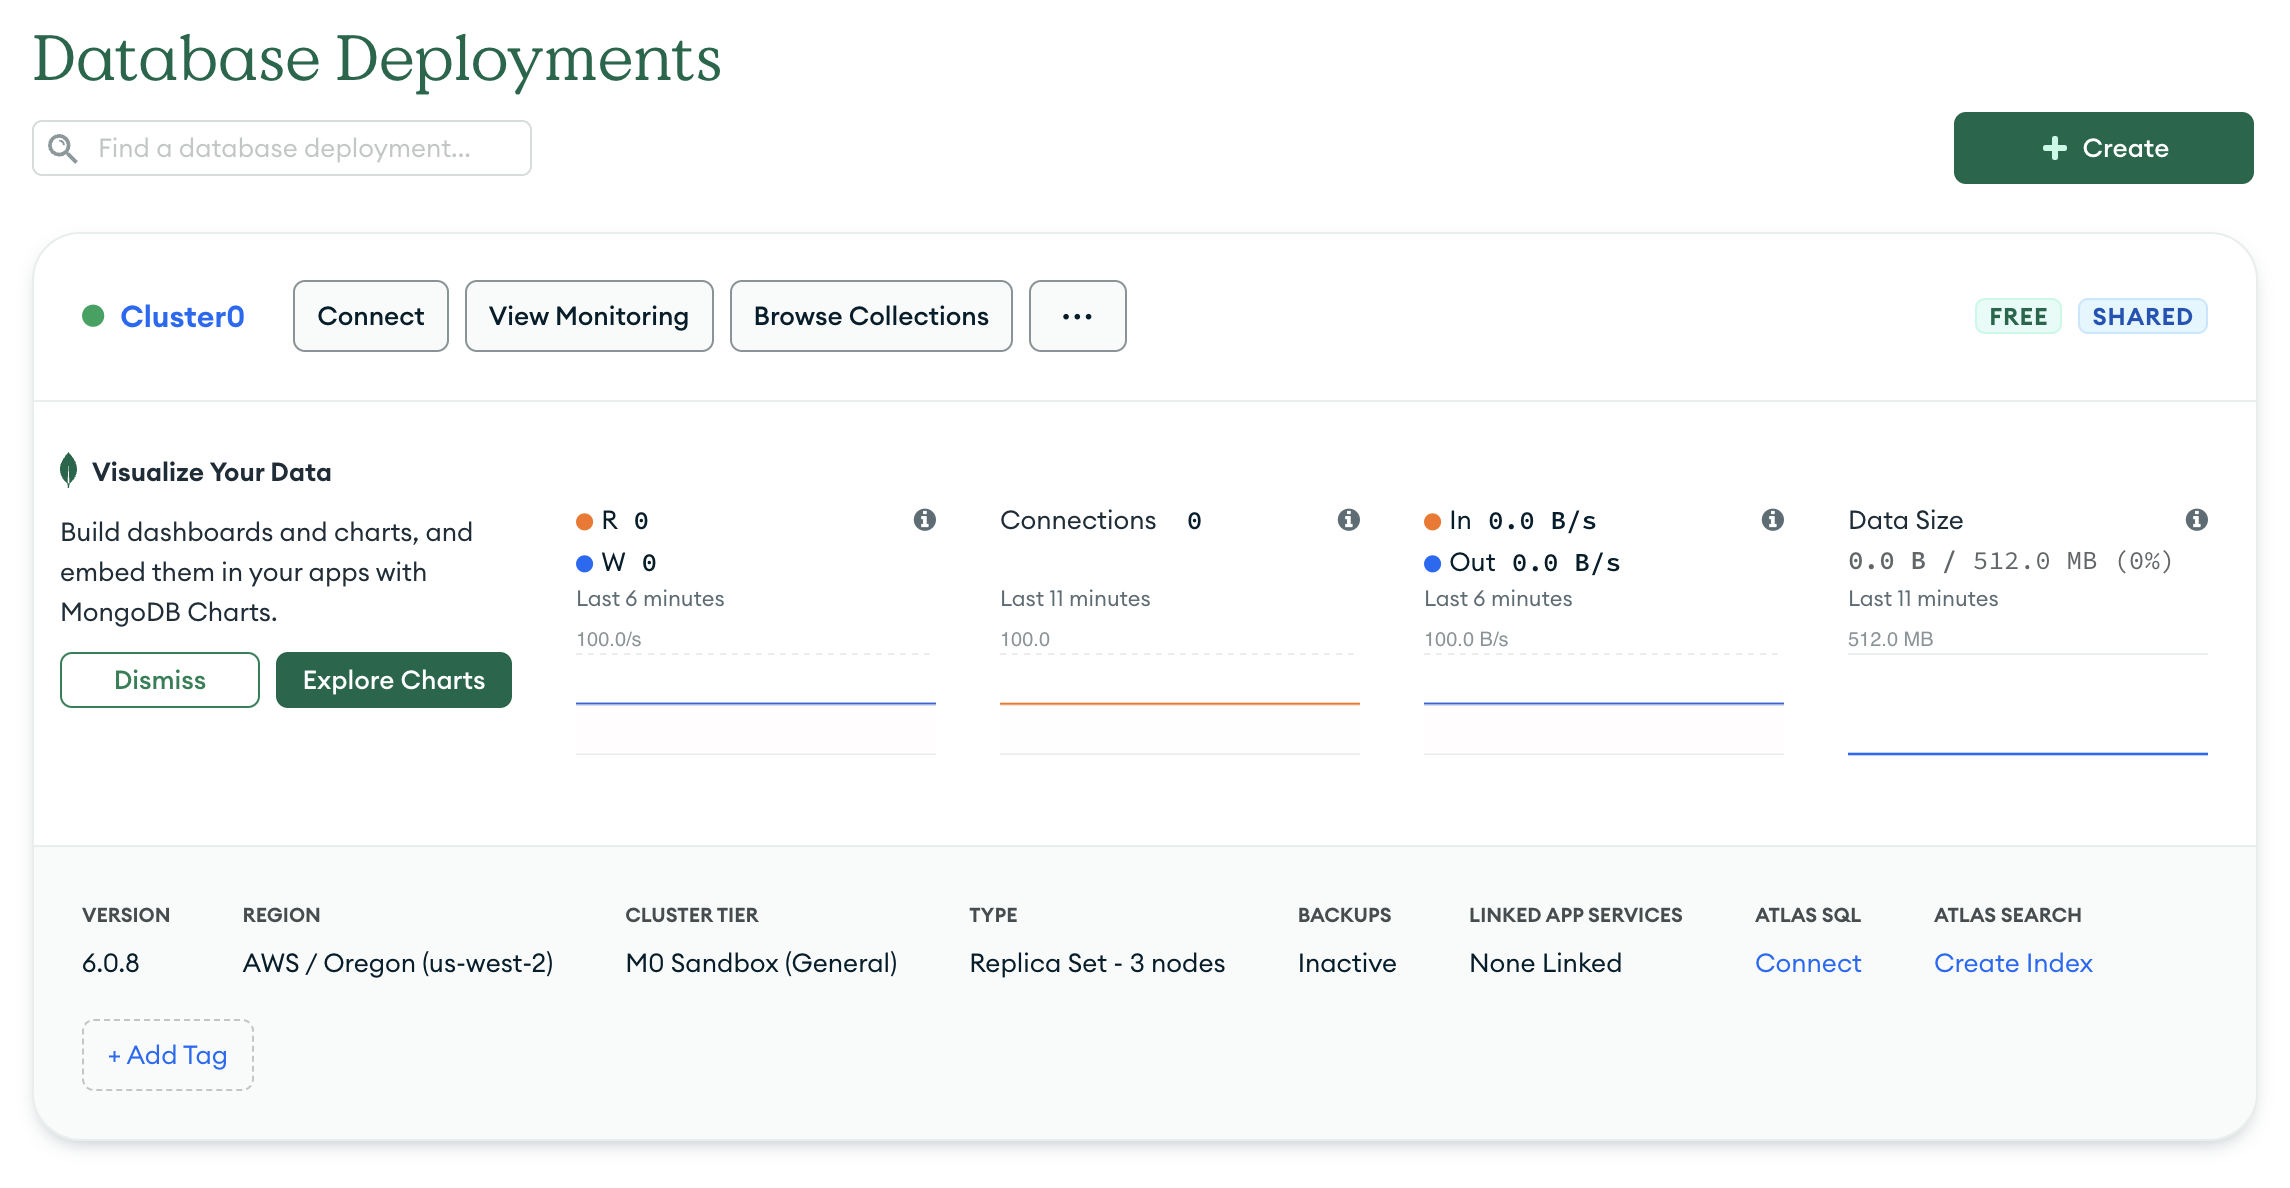 Database Deployments
Find a database deployment...
+ Create
Cluster0
Connect
View Monitoring
Browse Collections
...
FREE
SHARED
Visualize Your Data
Build dashboards and charts, and
embed them in your apps with
MongoDB Charts.
Dismiss
Explore Charts
R 0
W 0
Last 6 minutes
100.0/s
Connections 0
Last 11 minutes
100.0
In 0.0 B/s
Out 0.0 B/s
Last 6 minutes
100.0 B/s
Data Size
0.0 B / 512.0 MB (0%)
Last 11 minutes
512.0 MB
VERSION
6.0.8
REGION
AWS / Oregon (us-west-2)
CLUSTER TIER
M0 Sandbox (General)
TYPE
Replica Set - 3 nodes
BACKUPS
Inactive
LINKED APP SERVICES
None Linked
ATLAS SQL
Connect
ATLAS SEARCH
Create Index
+ Add Tag